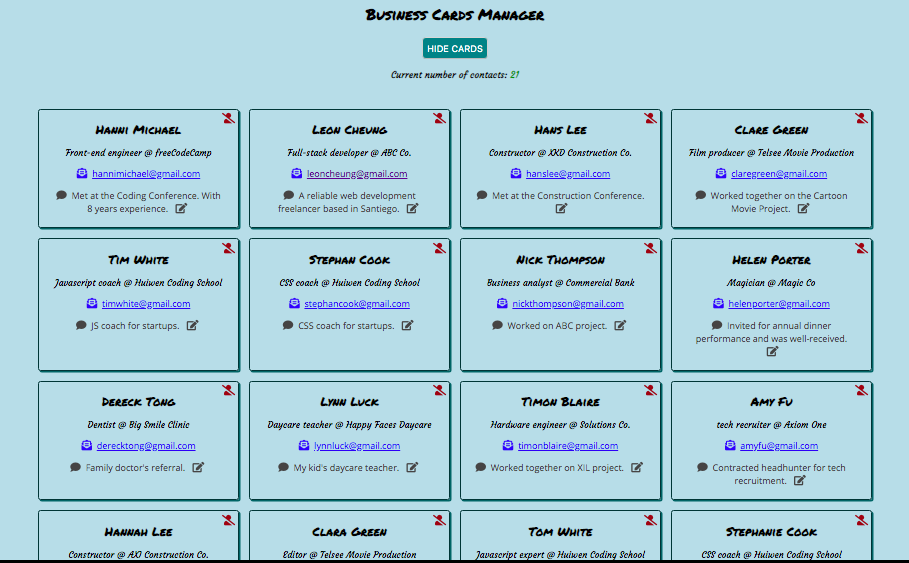 Business Cards Manager
HIDE CARDS
Current number of contacts: 21
Hanni Michael
Front-end engineer @ freeCodeCamp
hannimichael@gmail.com
Met at the Coding Conference. With
8 years experience.
Leon Cheung
Full-stack developer @ ABC Co.
leoncheung@gmail.com
A reliable web development
freelancer based in Santiego.
Hans Lee
Constructor @ XKD Construction Co.
hanslee@gmail.com
Met at the Construction Conference.
Clare Green
Film producer @ Telsee Movie Production
claregreen@gmail.com
Worked together on the Cartoon
Movie Project.
Tim White
Javascript coach @ Huiwen Coding School
timwhite@gmail.com
JS coach for startups.
Stephan Cook
CSS coach @ Huiwen Coding School
stephancook@gmail.com
CSS coach for startups.
Nick Thompson
Business analyst @ Commercial Bank
nickthompson@gmail.com
Worked on ABC project.
Helen Porter
Magician @ Magic Co
helenporter@gmail.com
Invited for annual dinner
performance and was well-received.
Dereck Tong
Dentist @ Big Smile Clinic
derecktong@gmail.com
Family doctor's referral.
Lynn Luck
Daycare teacher @ Happy Faces Daycare
lynnluck@gmail.com
My kid's daycare teacher.
Timon Blaire
Hardware engineer @ Solutions Co.
timonblaire@gmail.com
Worked together on XIL project.
Amy Fu
tech recruiter @ Axiom One
amyfu@gmail.com
Contracted headhunter for tech
recruitment.
Hannah Lee
Constructor @ AXJ Construction Co.
Clara Green
Editor @ Telsee Movie Production
Tom White
Javascript expert @ Huiwen Coding School
Stephanie Cook
CSS coach @ Huiwen Coding School